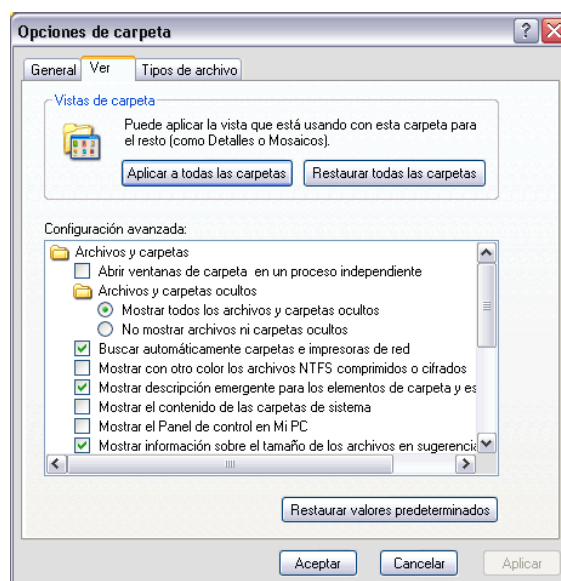 Opciones de carpeta
General Ver Tipos de archivo
Vistas de carpeta
Puede aplicar la vista que está usando con esta carpeta para
el resto (como Detalles o Mosaicos).
Aplicar a todas las carpetas Restaurar todas las carpetas
Configuración avanzada:
Archivos y carpetas
Abrir ventanas de carpeta en un proceso independiente
Archivos y carpetas ocultos
Mostrar todos los archivos y carpetas ocultos
No mostrar archivos ni carpetas ocultos
Buscar automáticamente carpetas e impresoras de red
Mostrar con otro color los archivos NTFS comprimidos o cifrados
Mostrar descripción emergente para los elementos de carpeta y es
Mostrar el contenido de las carpetas de sistema
Mostrar el Panel de control en Mi PC
Mostrar información sobre el tamaño de los archivos en sugerencia
Restaurar valores predeterminados
Aceptar Cancelar Aplicar